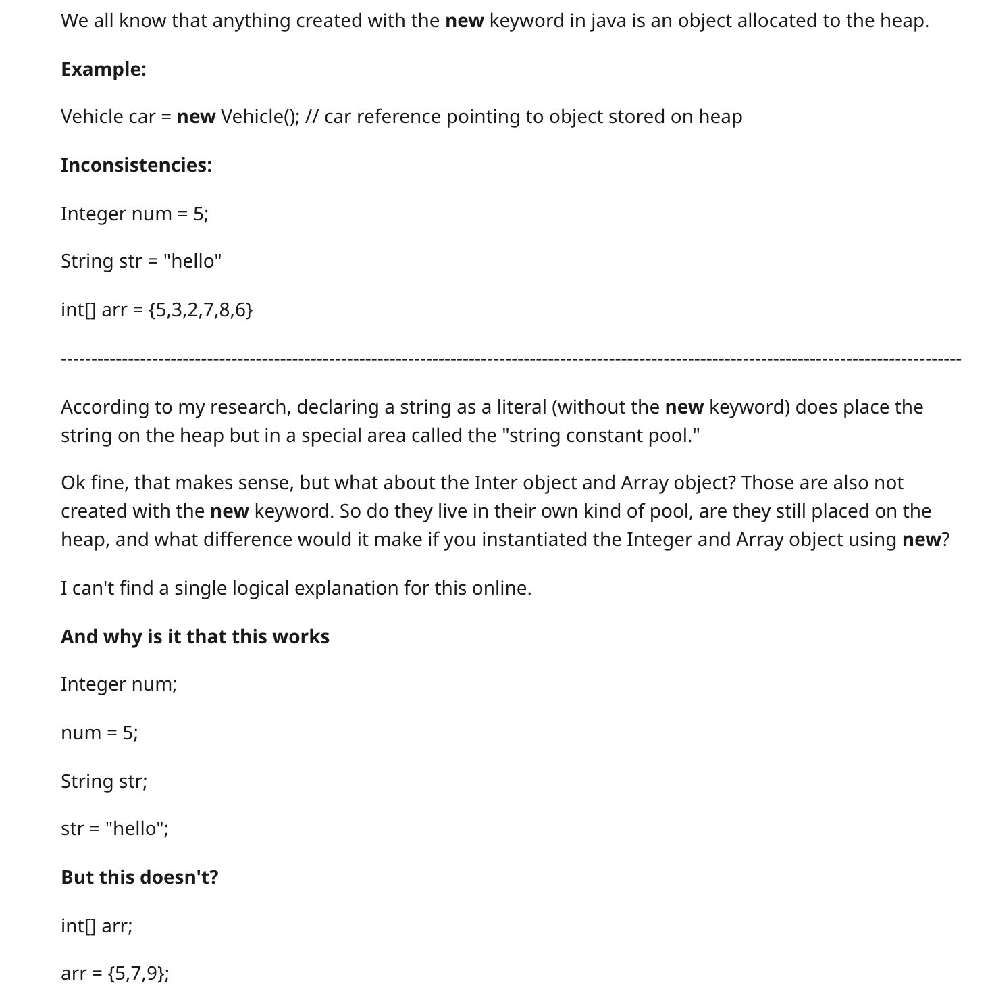 We all know that anything created with the new keyword in java is an object allocated to the heap.
Example:
Vehicle car = new Vehicle(); // car reference pointing to object stored on heap
Inconsistencies:
Integer num = 5;
String str = "hello"
int[] arr = {5,3,2,7,8,6}
----------------------------------------------------------------------------------------------------------------------------------------------------
According to my research, declaring a string as a literal (without the new keyword) does place the
string on the heap but in a special area called the "string constant pool."
Ok fine, that makes sense, but what about the Inter object and Array object? Those are also not
created with the new keyword. So do they live in their own kind of pool, are they still placed on the
heap, and what difference would it make if you instantiated the Integer and Array object using new?
I can't find a single logical explanation for this online.
And why is it that this works
Integer num;
num = 5;
String str;
str = "hello";
But this doesn't?
int[] arr;
arr = {5,7,9};